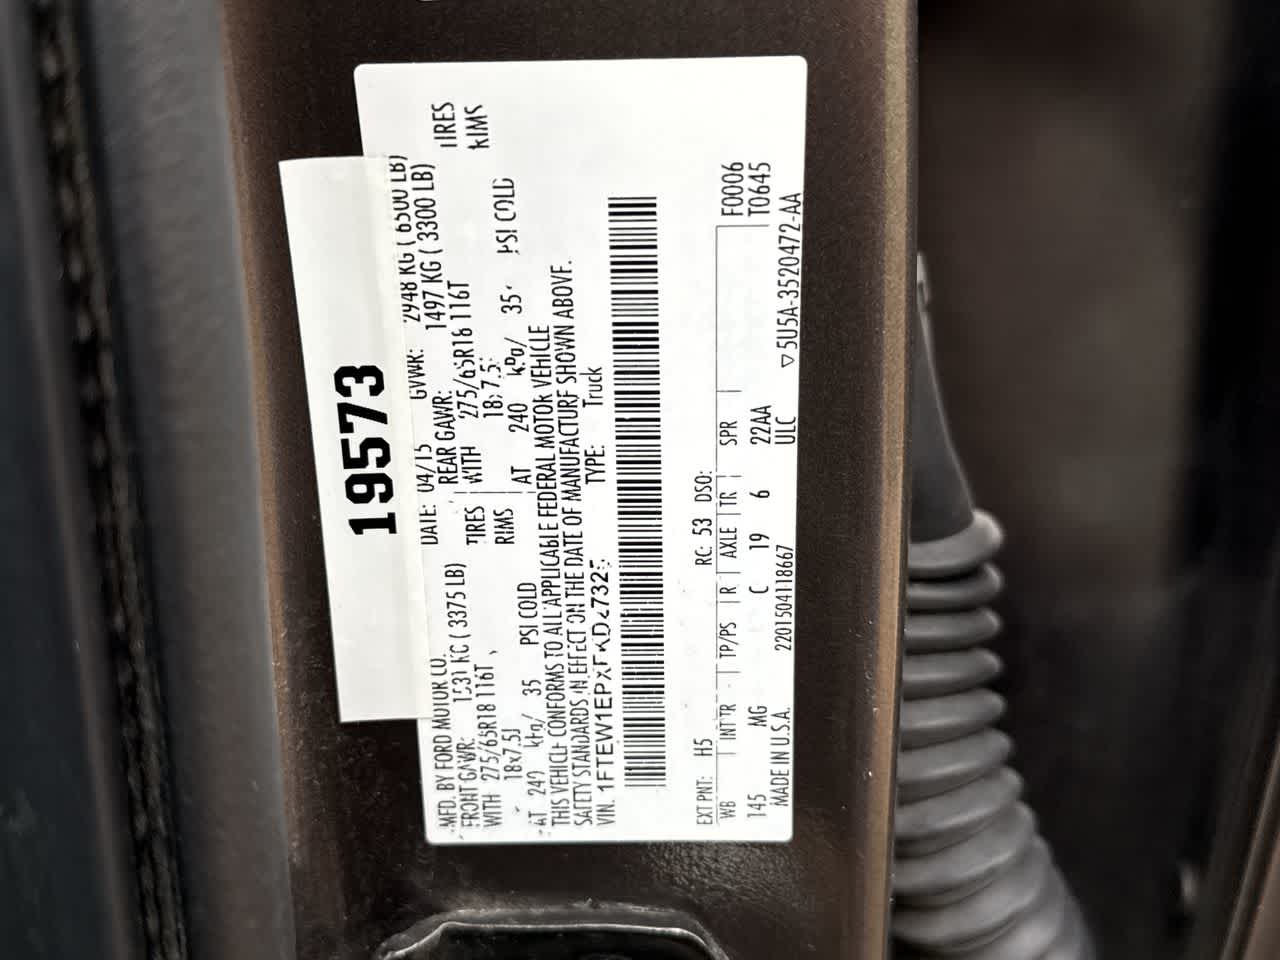 19573
MFD. BY FORD MOTOR CO. DATE: 04/15 GVWR: 2948 KG ( 6500 LB)
FRONT GAWR: 1531 KG ( 3375 LB) REAR GAWR: 1497 KG ( 3300 LB)
WITH 275/65R18 116T, TIRES WITH 275/65R18 116T TIRES
18x7.5J RIMS 18x7.5J RIMS
AT 240 kPa/ 35 PSI COLD AT 240 kPa/ 35 PSI COLD
THIS VEHICLE CONFORMS TO ALL APPLICABLE FEDERAL MOTOR VEHICLE
SAFETY STANDARDS IN EFFECT ON THE DATE OF MANUFACTURE SHOWN ABOVE.
VIN: TYPE: Truck
EXT PNT: H5 RC: 53 DSO: F0006
WB INT TR TP/PS R AXLE TR SPR T0645
145 MG C 19 6 22AA
MADE IN U.S.A. 2201504118667 ULC ▽5U5A-3520472-AA